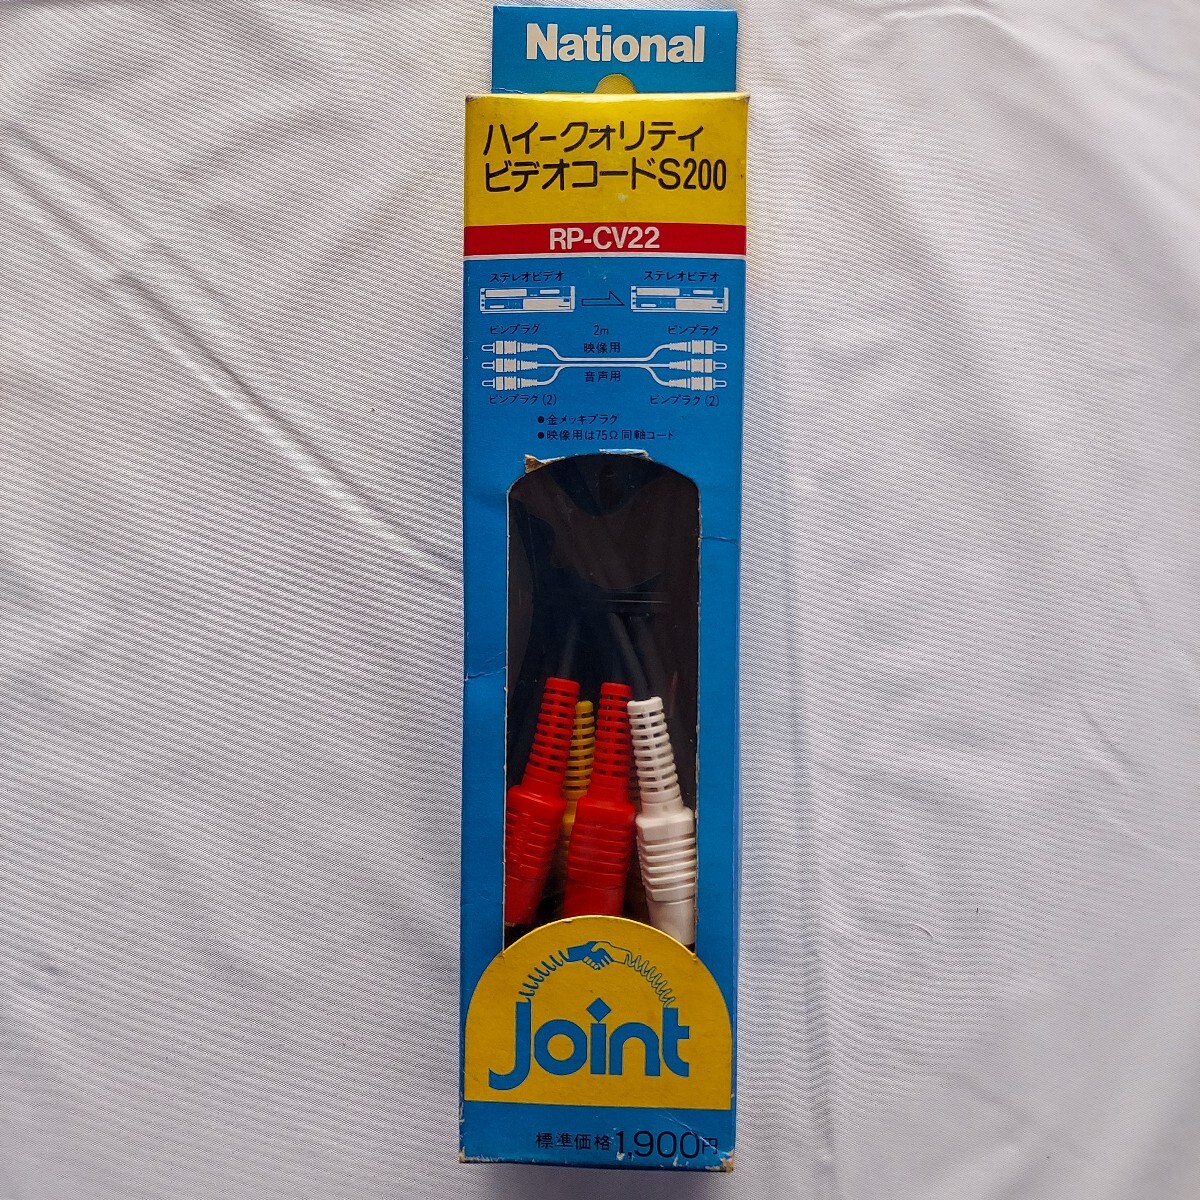 National
ハイークォリティ
ビデオコードS200
RP-CV22
ステレオビデオ ステレオビデオ
ピンプラグ 2m ピンプラグ
映像用
音声用
ピンプラグ(2) ピンプラグ(2)
●金メッキプラグ
●映像用は75Ω同軸コード
Joint
標準価格1,900円